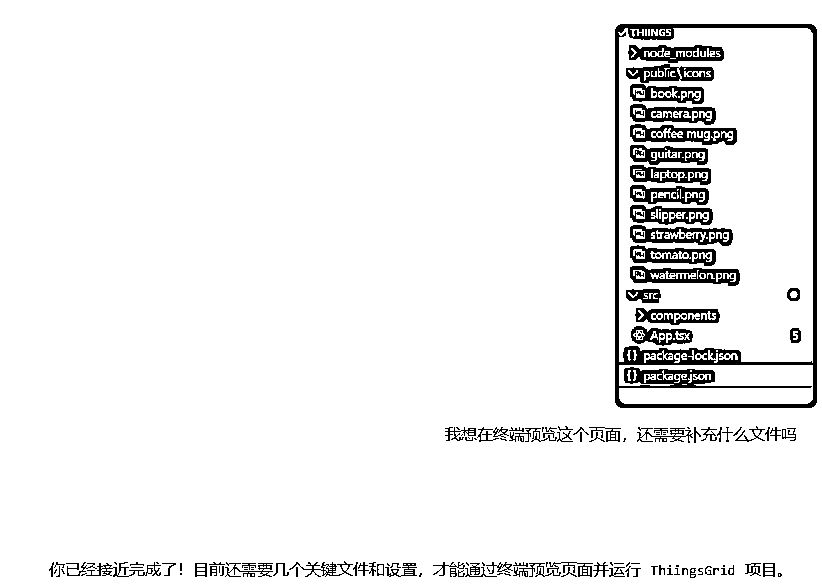 THIINGS
node_modules
public\icons
book.png
camera.png
coffee mug.png
guitar.png
laptop.png
pencil.png
slipper.png
strawberry.png
tomato.png
watermelon.png
src
components
App.tsx 5
{} package-lock.json
{} package.json
我想在终端预览这个页面，还需要补充什么文件吗
你已经接近完成了！目前还需要几个关键文件和设置，才能通过终端预览页面并运行 ThiingsGrid 项目。